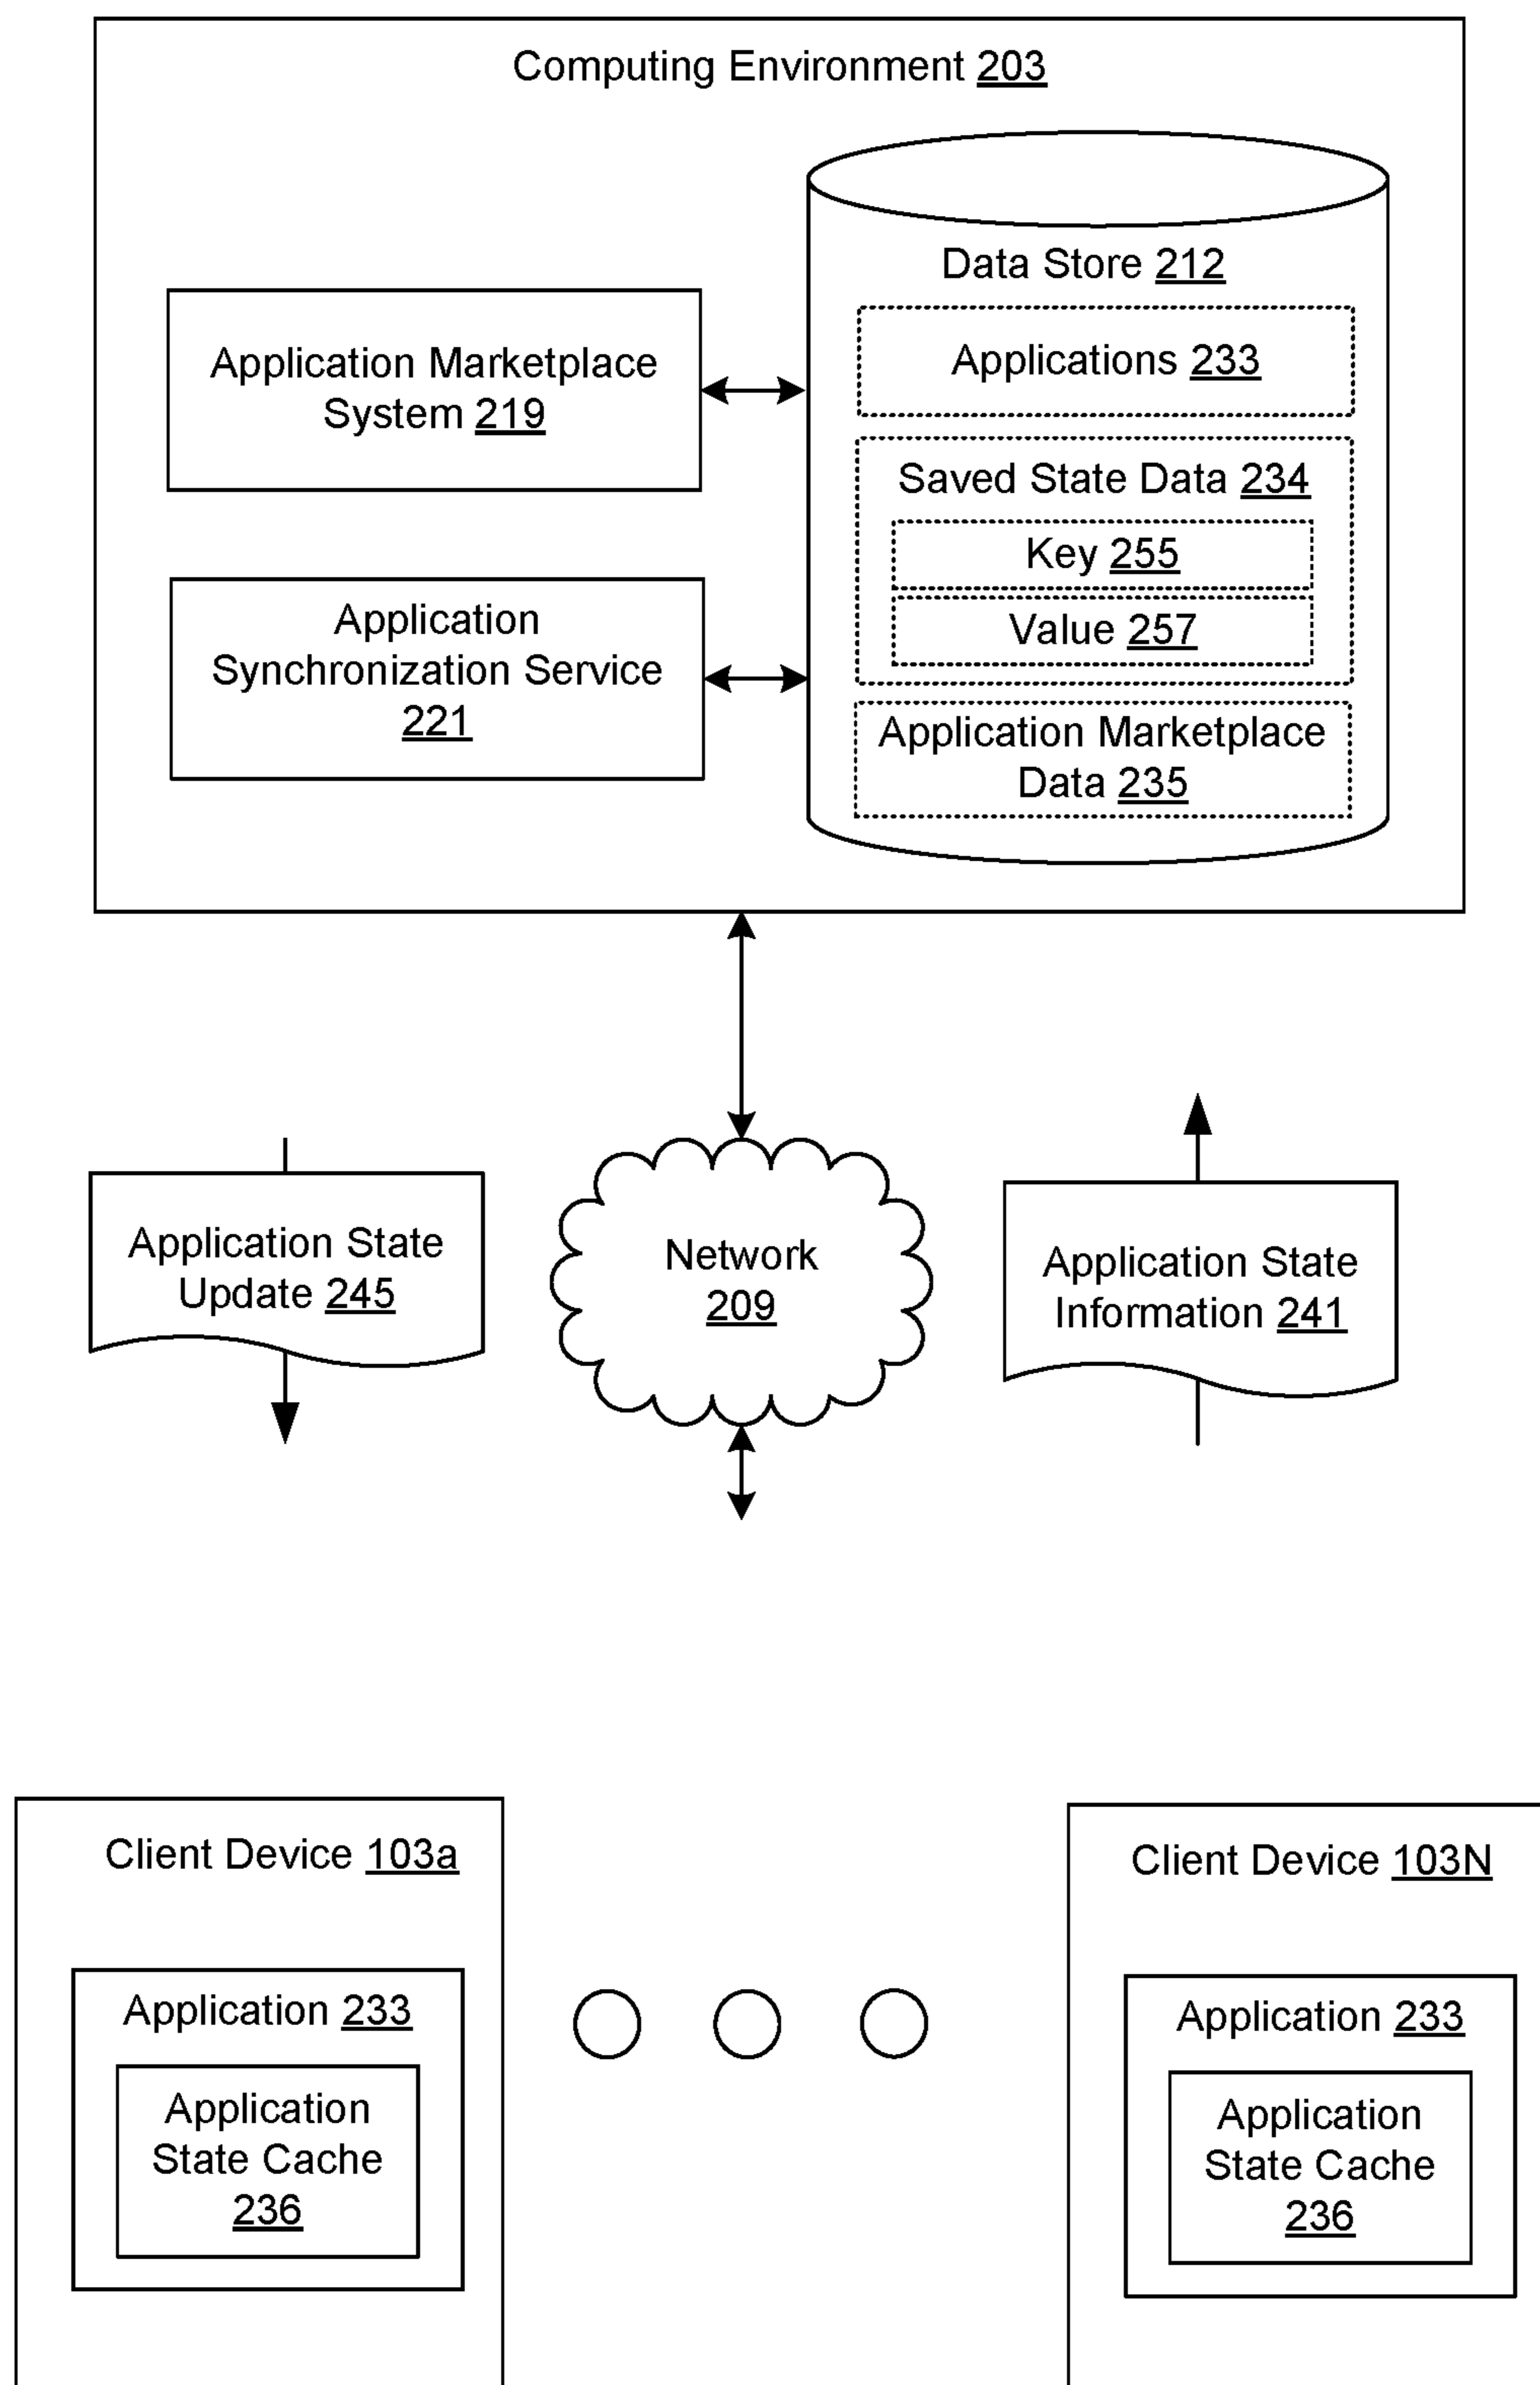 Computing Environment 203
Data Store 212
Application Marketplace
System 219
Applications 233
Saved State Data 234
Key 255
Value 257
Application
Synchronization Service
221
Application Marketplace
Data 235
Application State
Update 245
Network
209
Application State
Information 241
Client Device 103a
Application 233
Application
State Cache
236
Client Device 103N
Application 233
Application
State Cache
236